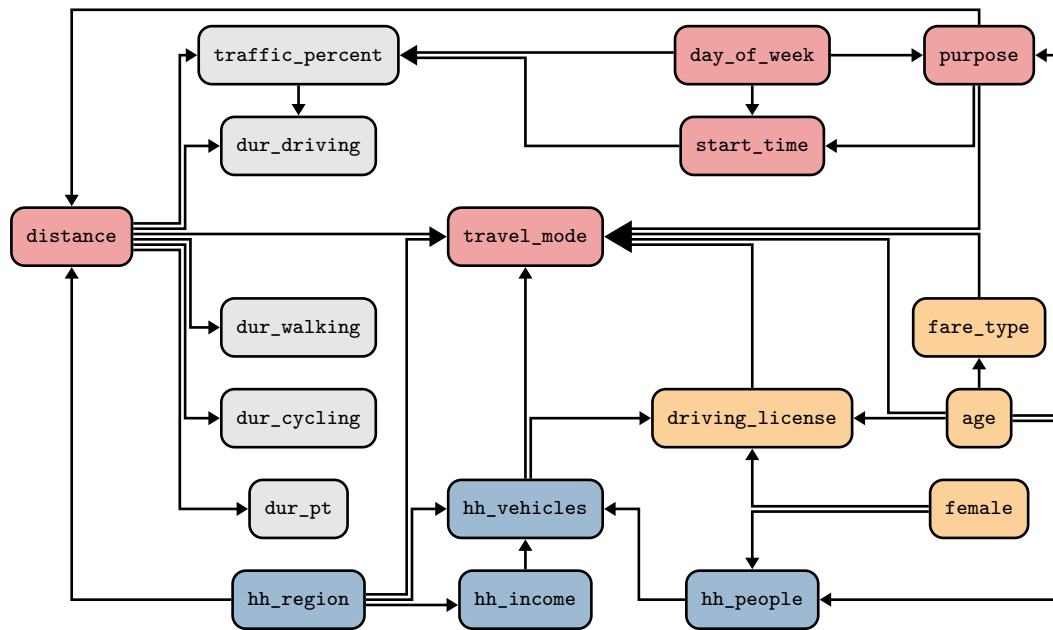 traffic_percent
day_of_week
purpose
dur_driving
start_time
distance
travel_mode
dur_walking
fare_type
dur_cycling
driving_license
age
dur_pt
hh_vehicles
female
hh_region
hh_income
hh_people